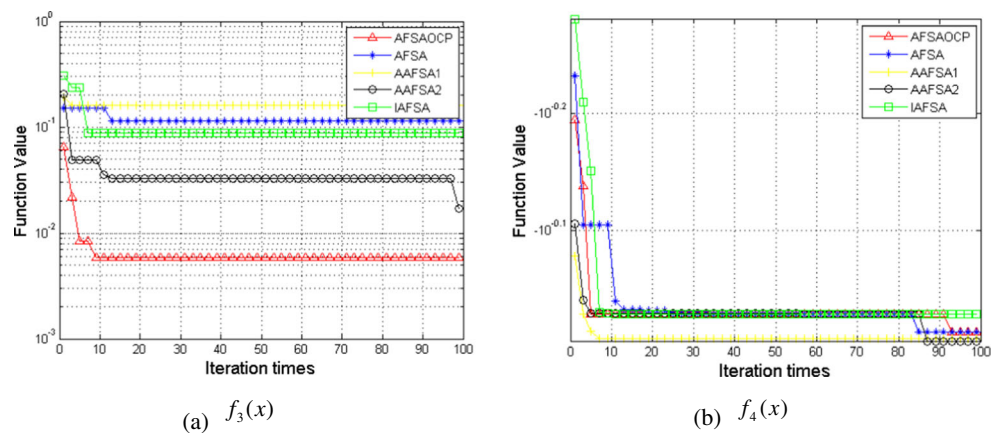 10^0
10^-1
10^-2
10^-3
Function Value
0 10 20 30 40 50 60 70 80 90 100
Iteration times
AFSAOCP
AFSA
AAFSA1
AAFSA2
IAFSA
(a) f_3(x)
-10^0.2
-10^0.1
Function Value
0 10 20 30 40 50 60 70 80 90 100
Iteration times
AFSAOCP
AFSA
AAFSA1
AAFSA2
IAFSA
(b) f_4(x)